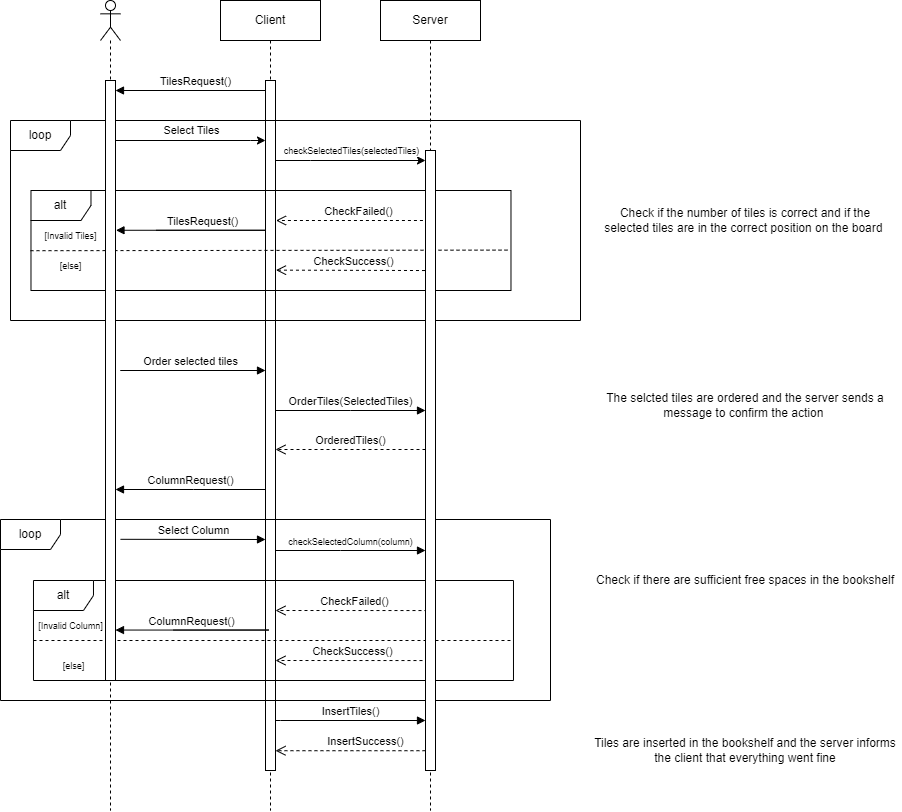 Client
Server
TilesRequest()
loop
Select Tiles
checkSelectedTiles(selectedTiles)
alt
CheckFailed()
TilesRequest()
[Invalid Tiles]
CheckSuccess()
[else]
Check if the number of tiles is correct and if the
selected tiles are in the correct position on the board
Order selected tiles
OrderTiles(SelectedTiles)
The selcted tiles are ordered and the server sends a
message to confirm the action
OrderedTiles()
ColumnRequest()
loop
Select Column
checkSelectedColumn(column)
Check if there are sufficient free spaces in the bookshelf
alt
CheckFailed()
ColumnRequest()
[Invalid Column]
CheckSuccess()
[else]
InsertTiles()
InsertSuccess()
Tiles are inserted in the bookshelf and the server informs
the client that everything went fine